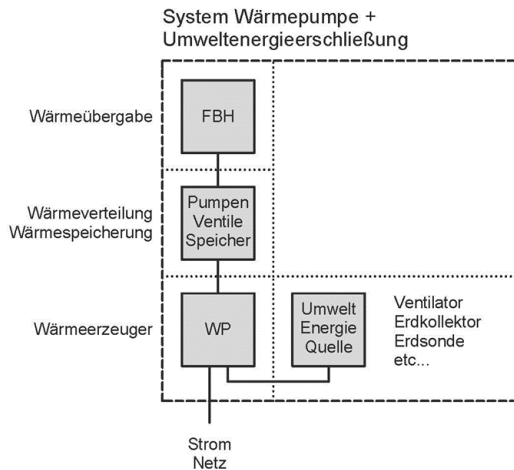 System Wärmepumpe +
Umweltenergieerschließung
Wärmeübergabe
FBH
Wärmeverteilung
Wärmespeicherung
Pumpen
Ventile
Speicher
Wärmeerzeuger
WP
Umwelt
Energie
Quelle
Ventilator
Erdkollektor
Erdsonde
etc...
Strom
Netz